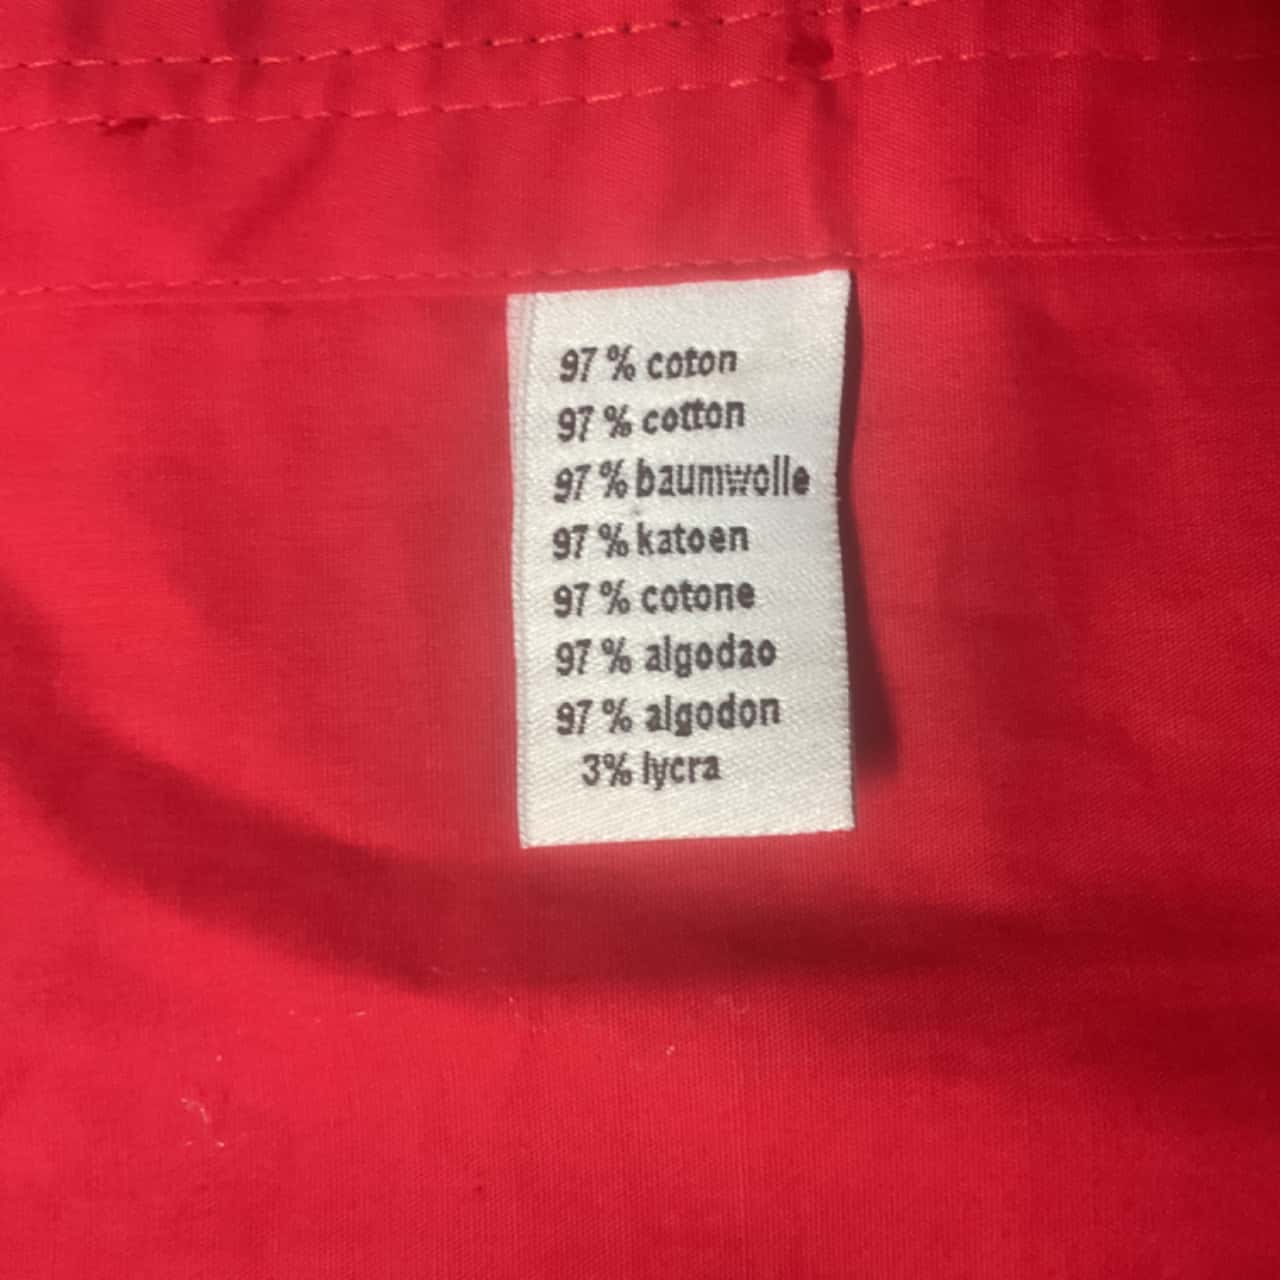 97 % coton
97 % cotton
97 % baumwolle
97 % katoen
97 % cotone
97 % algodao
97 % algodon
3% lycra